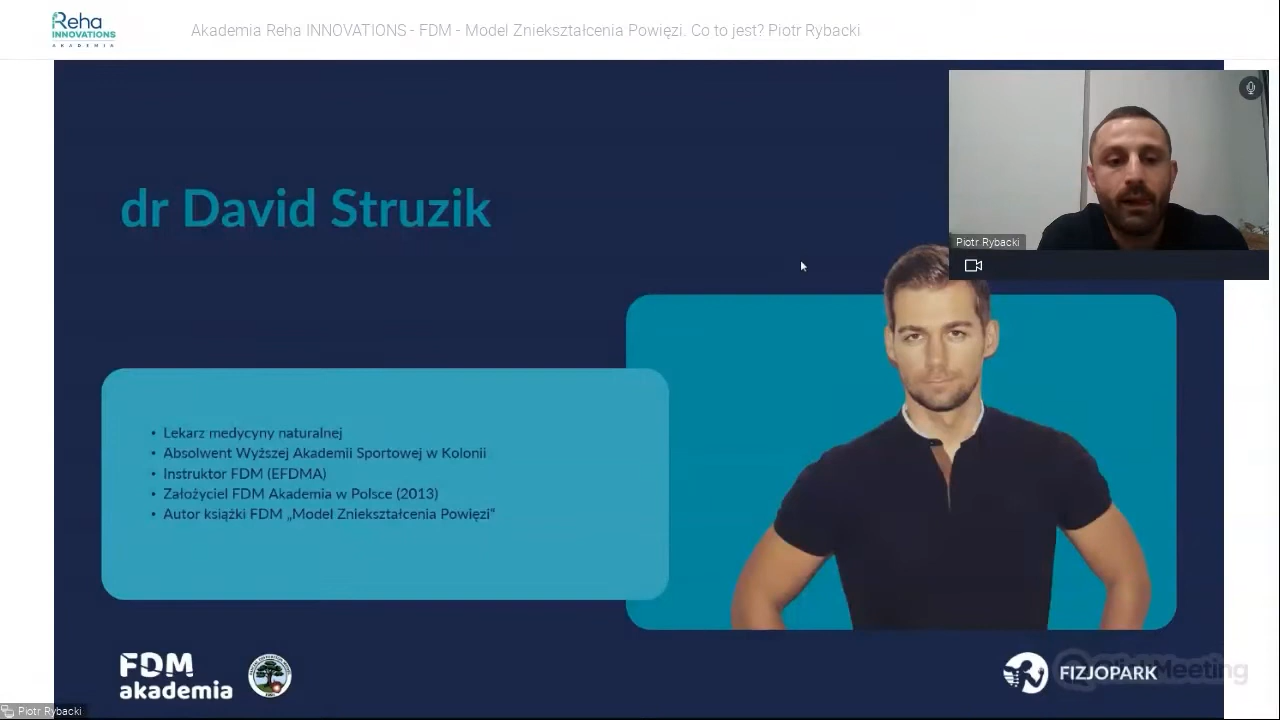 Reha
INNOVATIONS
AKADEMIA
Akademia Reha INNOVATIONS - FDM - Model Zniekształcenia Powięzi. Co to jest? Piotr Rybacki
dr David Struzik
Piotr Rybacki
• Lekarz medycyny naturalnej
• Absolwent Wyższej Akademii Sportowej w Kolonii
• Instruktor FDM (EFDMA)
• Założyciel FDM Akademia w Polsce (2013)
• Autor książki FDM „Model Zniekształcenia Powięzi"
FDM
akademia
FIZJOPARK
ClickMeeting
Piotr Rybacki